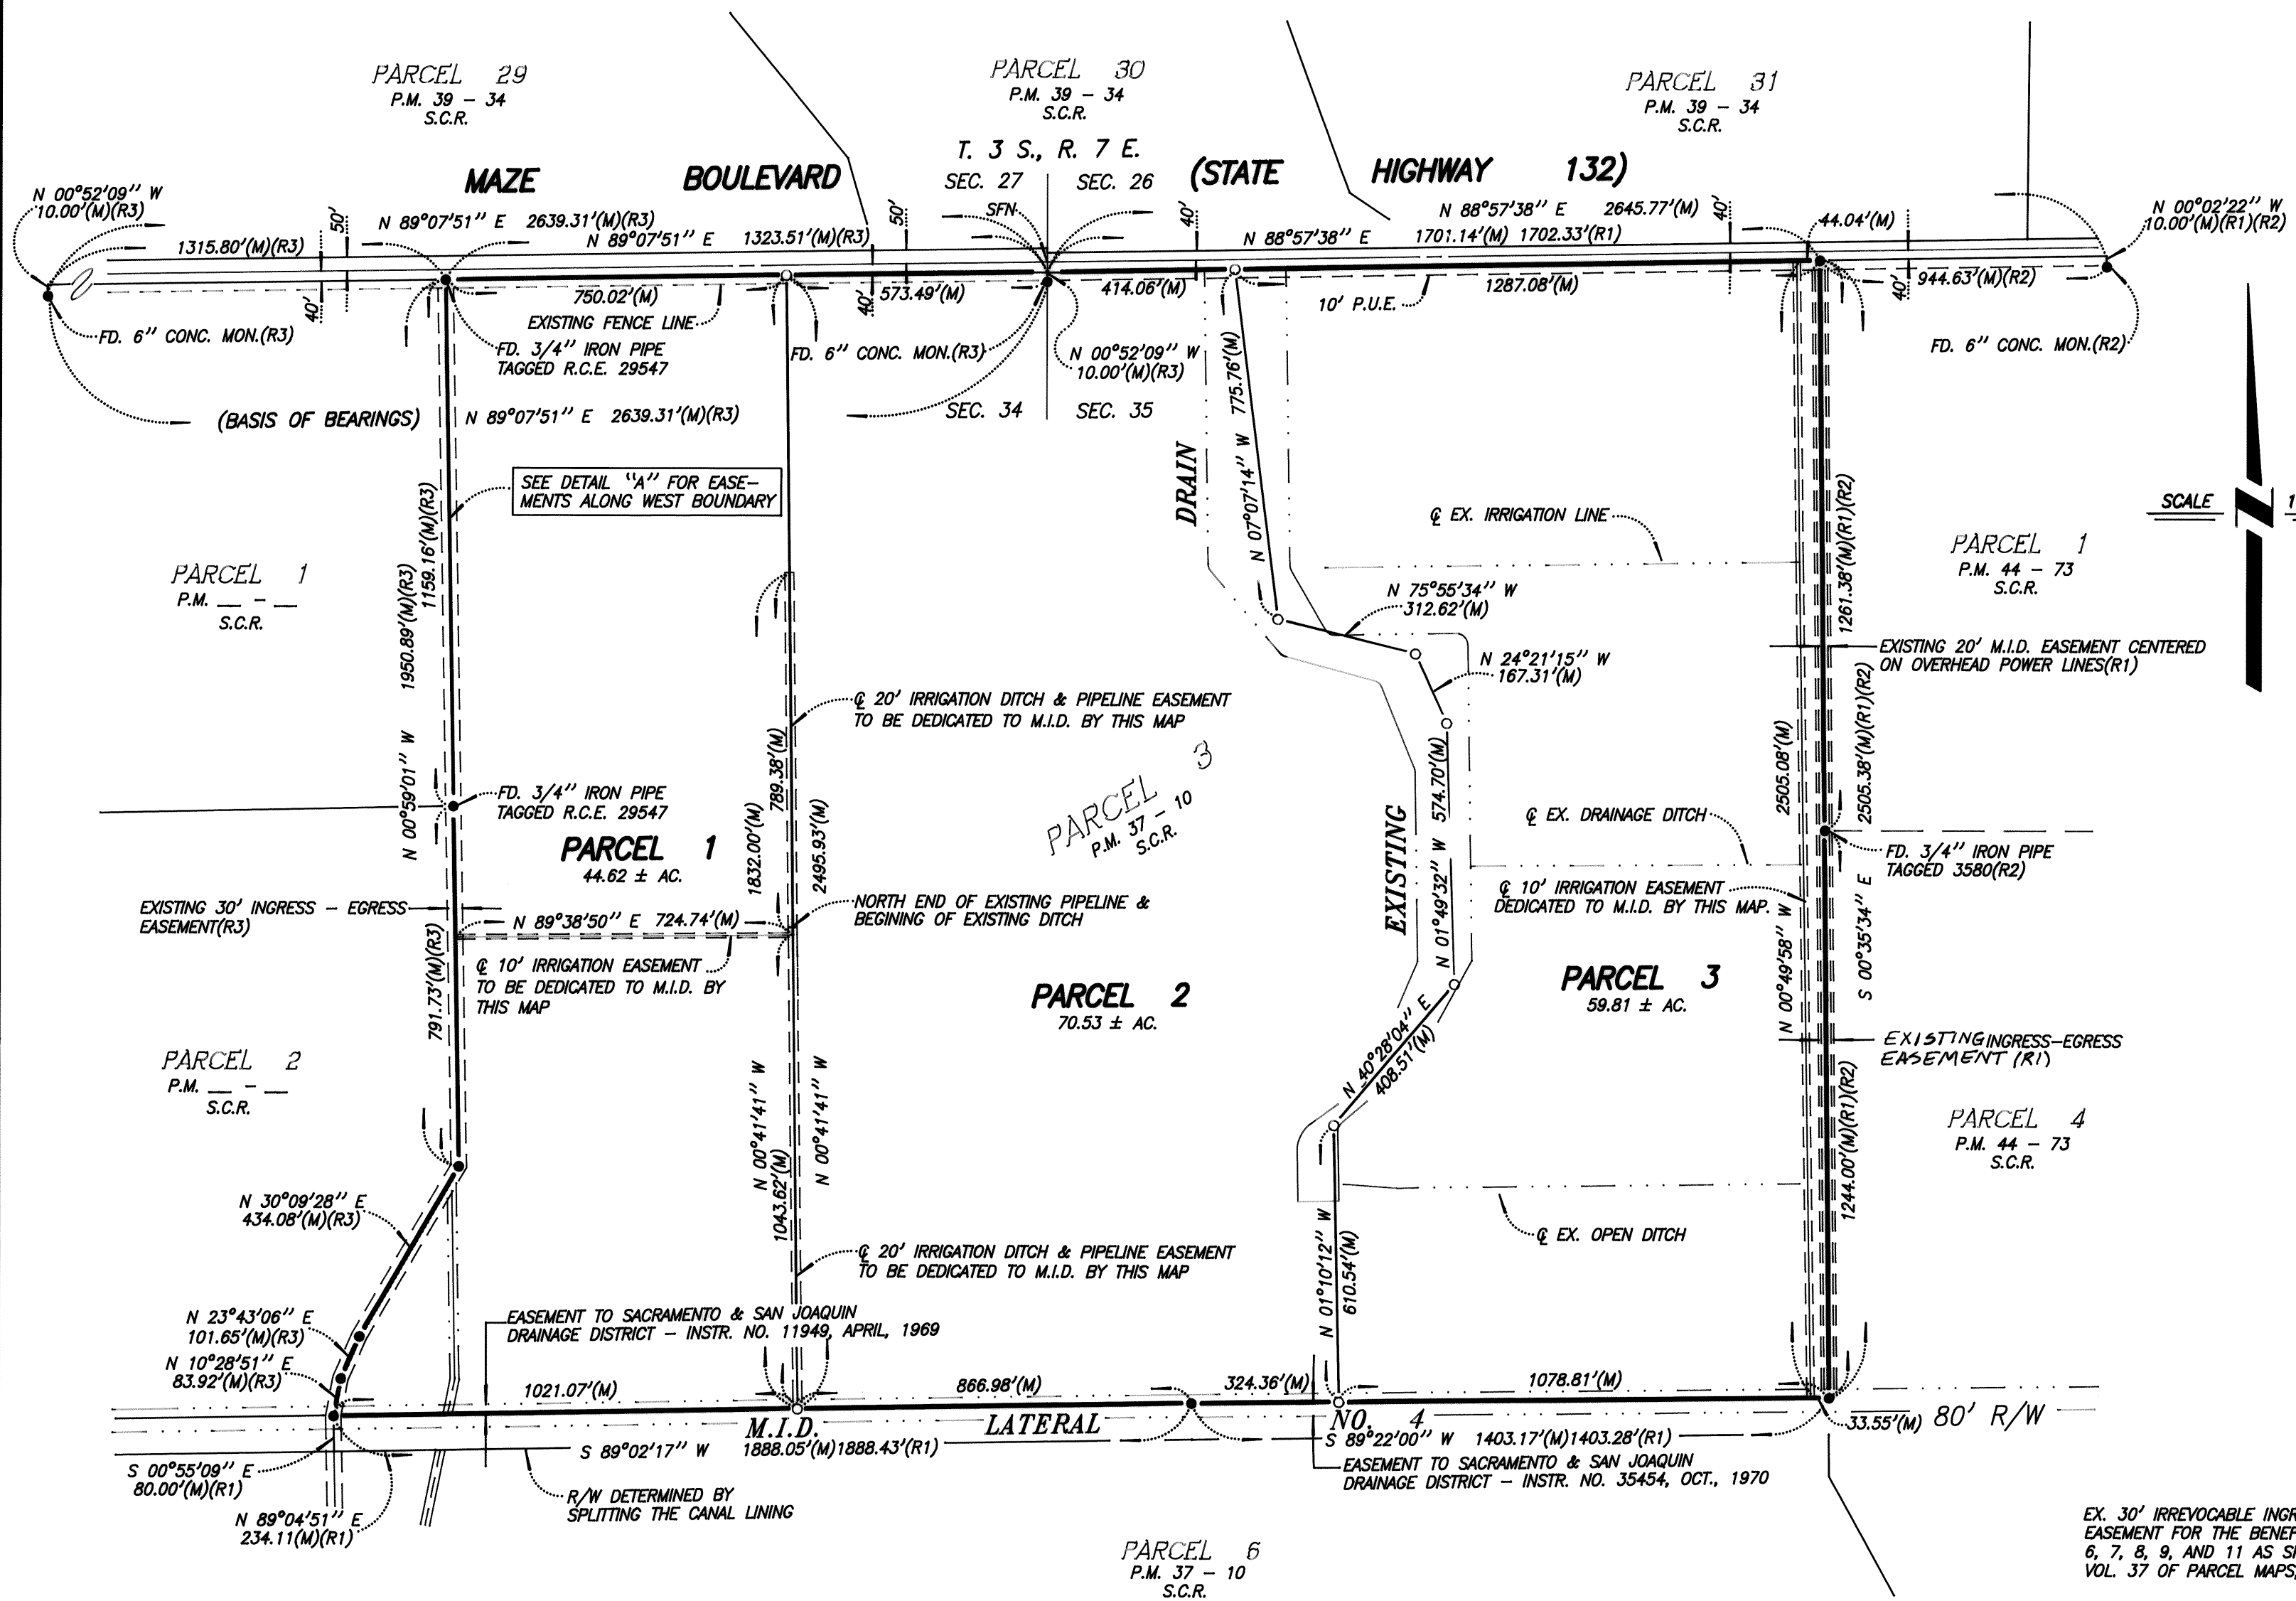 PARCEL 29
P.M. 39 - 34
S.C.R.
PARCEL 30
P.M. 39 - 34
S.C.R.
PARCEL 31
P.M. 39 - 34
S.C.R.
T. 3 S., R. 7 E.
MAZE BOULEVARD (STATE HIGHWAY 132)
SEC. 27 SEC. 26
SFN
N 00°52'09" W
10.00'(M)(R3)
50'
N 89°07'51" E 2639.31'(M)(R3)
50'
40'
N 88°57'38" E 2645.77'(M)
40'
44.04'(M)
N 00°02'22" W
10.00'(M)(R1)(R2)
1315.80'(M)(R3)
N 89°07'51" E 1323.51'(M)(R3)
N 88°57'38" E 1701.14'(M) 1702.33'(R1)
40'
750.02'(M)
40'
573.49'(M)
414.06'(M)
1287.08'(M)
40'
944.63'(M)(R2)
10' P.U.E.
EXISTING FENCE LINE
FD. 6" CONC. MON.(R3)
FD. 3/4" IRON PIPE
TAGGED R.C.E. 29547
FD. 6" CONC. MON.(R3)
N 00°52'09" W
10.00'(M)(R3)
FD. 6" CONC. MON.(R2)
(BASIS OF BEARINGS) N 89°07'51" E 2639.31'(M)(R3)
SEC. 34 SEC. 35
SEE DETAIL "A" FOR EASE-
MENTS ALONG WEST BOUNDARY
DRAIN
N 07°07'14" W 775.76'(M)
℄ EX. IRRIGATION LINE
SCALE 1
PARCEL 1
P.M. __ - __
S.C.R.
N 00°59'01" W 1950.89'(M)(R3)
1159.16'(M)(R3)
N 75°55'34" W
312.62'(M)
N 24°21'15" W
167.31'(M)
1261.38'(M)(R1)(R2)
PARCEL 1
P.M. 44 - 73
S.C.R.
EXISTING 20' M.I.D. EASEMENT CENTERED
ON OVERHEAD POWER LINES(R1)
℄ 20' IRRIGATION DITCH & PIPELINE EASEMENT
TO BE DEDICATED TO M.I.D. BY THIS MAP
789.38'(M)
PARCEL 3
P.M. 37 - 10
S.C.R.
N 00°49'58" W 2505.08'(M)
S 00°35'34" E 2505.38'(M)(R1)(R2)
FD. 3/4" IRON PIPE
TAGGED R.C.E. 29547
PARCEL 1
44.62 ± AC.
N 00°41'41" W 1832.00'(M)
N 00°41'41" W 2495.93'(M)
EXISTING
N 01°49'32" W 574.70'(M)
℄ EX. DRAINAGE DITCH
FD. 3/4" IRON PIPE
TAGGED 3580(R2)
℄ 10' IRRIGATION EASEMENT
DEDICATED TO M.I.D. BY THIS MAP.
EXISTING 30' INGRESS - EGRESS
EASEMENT(R3)
N 89°38'50" E 724.74'(M)
NORTH END OF EXISTING PIPELINE &
BEGINING OF EXISTING DITCH
791.73'(M)(R3)
℄ 10' IRRIGATION EASEMENT
TO BE DEDICATED TO M.I.D. BY
THIS MAP
PARCEL 2
70.53 ± AC.
PARCEL 3
59.81 ± AC.
PARCEL 2
P.M. __ - __
S.C.R.
EXISTING INGRESS-EGRESS
EASEMENT (R1)
N 40°28'04" E
408.51'(M)
1043.62'(M)
1244.00'(M)(R1)(R2)
PARCEL 4
P.M. 44 - 73
S.C.R.
N 30°09'28" E
434.08'(M)(R3)
℄ EX. OPEN DITCH
℄ 20' IRRIGATION DITCH & PIPELINE EASEMENT
TO BE DEDICATED TO M.I.D. BY THIS MAP
N 01°10'12" W
610.54'(M)
N 23°43'06" E
101.65'(M)(R3)
EASEMENT TO SACRAMENTO & SAN JOAQUIN
DRAINAGE DISTRICT - INSTR. NO. 11949, APRIL, 1969
N 10°28'51" E
83.92'(M)(R3)
1021.07'(M)
866.98'(M)
324.36'(M)
1078.81'(M)
M.I.D. LATERAL NO. 4
33.55'(M)
80' R/W
S 89°02'17" W 1888.05'(M)1888.43'(R1)
S 89°22'00" W 1403.17'(M)1403.28'(R1)
S 00°55'09" E
80.00'(M)(R1)
EASEMENT TO SACRAMENTO & SAN JOAQUIN
DRAINAGE DISTRICT - INSTR. NO. 35454, OCT., 1970
R/W DETERMINED BY
SPLITTING THE CANAL LINING
N 89°04'51" E
234.11(M)(R1)
PARCEL 6
P.M. 37 - 10
S.C.R.
EX. 30' IRREVOCABLE INGR
EASEMENT FOR THE BENEF
6, 7, 8, 9, AND 11 AS S
VOL. 37 OF PARCEL MAPS,